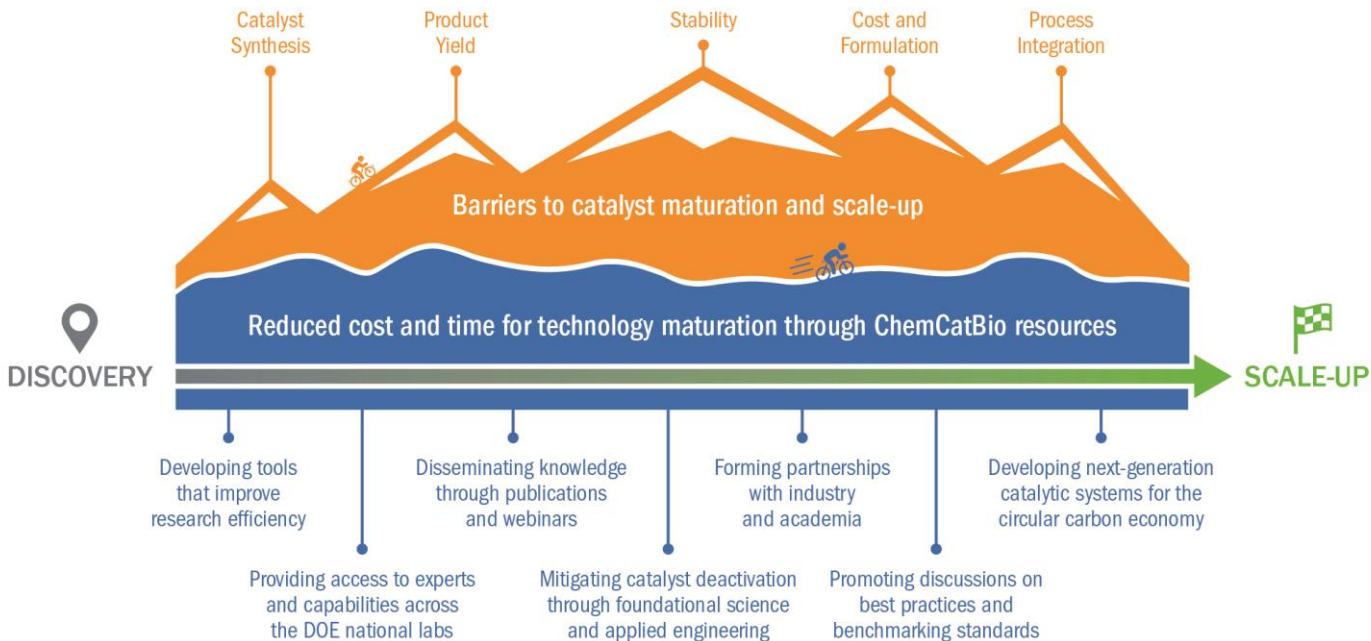 Catalyst
Synthesis
Product
Yield
Stability
Cost and
Formulation
Process
Integration
Barriers to catalyst maturation and scale-up
Reduced cost and time for technology maturation through ChemCatBio resources
DISCOVERY
SCALE-UP
Developing tools
that improve
research efficiency
Disseminating knowledge
through publications
and webinars
Forming partnerships
with industry
and academia
Developing next-generation
catalytic systems for the
circular carbon economy
Providing access to experts
and capabilities across
the DOE national labs
Mitigating catalyst deactivation
through foundational science
and applied engineering
Promoting discussions on
best practices and
benchmarking standards